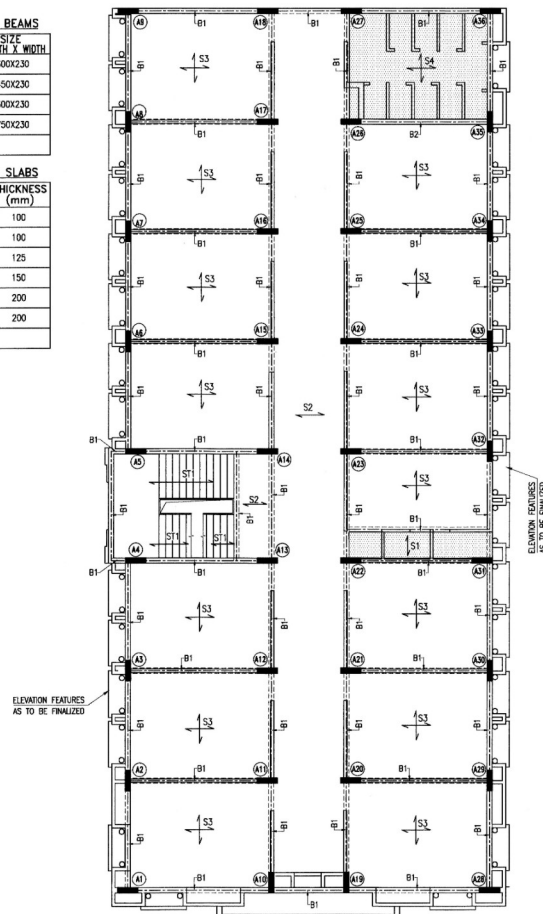 BEAMS
SIZE
TH X WIDTH
600X230
750X230
SLABS
THICKNESS
(mm)
100
100
125
150
200
200
B1 B1 B1
A9 A18 A27 A36
S3 S4
B1 B1 B1 B1
A8 A17 A26 A35
B1 B2
S3 S3
B1 B1 B1 B1
A7 A16 A25 A34
B1 B1
S3 S3
B1 B1 B1 B1
A6 A15 A24 A33
B1 B1
S3 S3
B1 B1 B1 B1
S2
A32
B1 B1 B1
A5 A14 A23
ST1 S3
S2 B1
B1 B1 B1
ST1 ST1 S1
A4 A13
B1 B1 B1
A22 A31
S3 S3
B1 B1 B1 B1
A3 A12 A21 A30
B1 B1
S3 S3
B1 B1 B1 B1
A2 A11 A20 A29
B1 B1
S3 S3
B1 B1 B1
A1 A10 A19 A28
B1 B1 B1
ELEVATION FEATURES
AS TO BE FINALIZED
ELEVATION FEATURES
AS TO BE FINALIZED